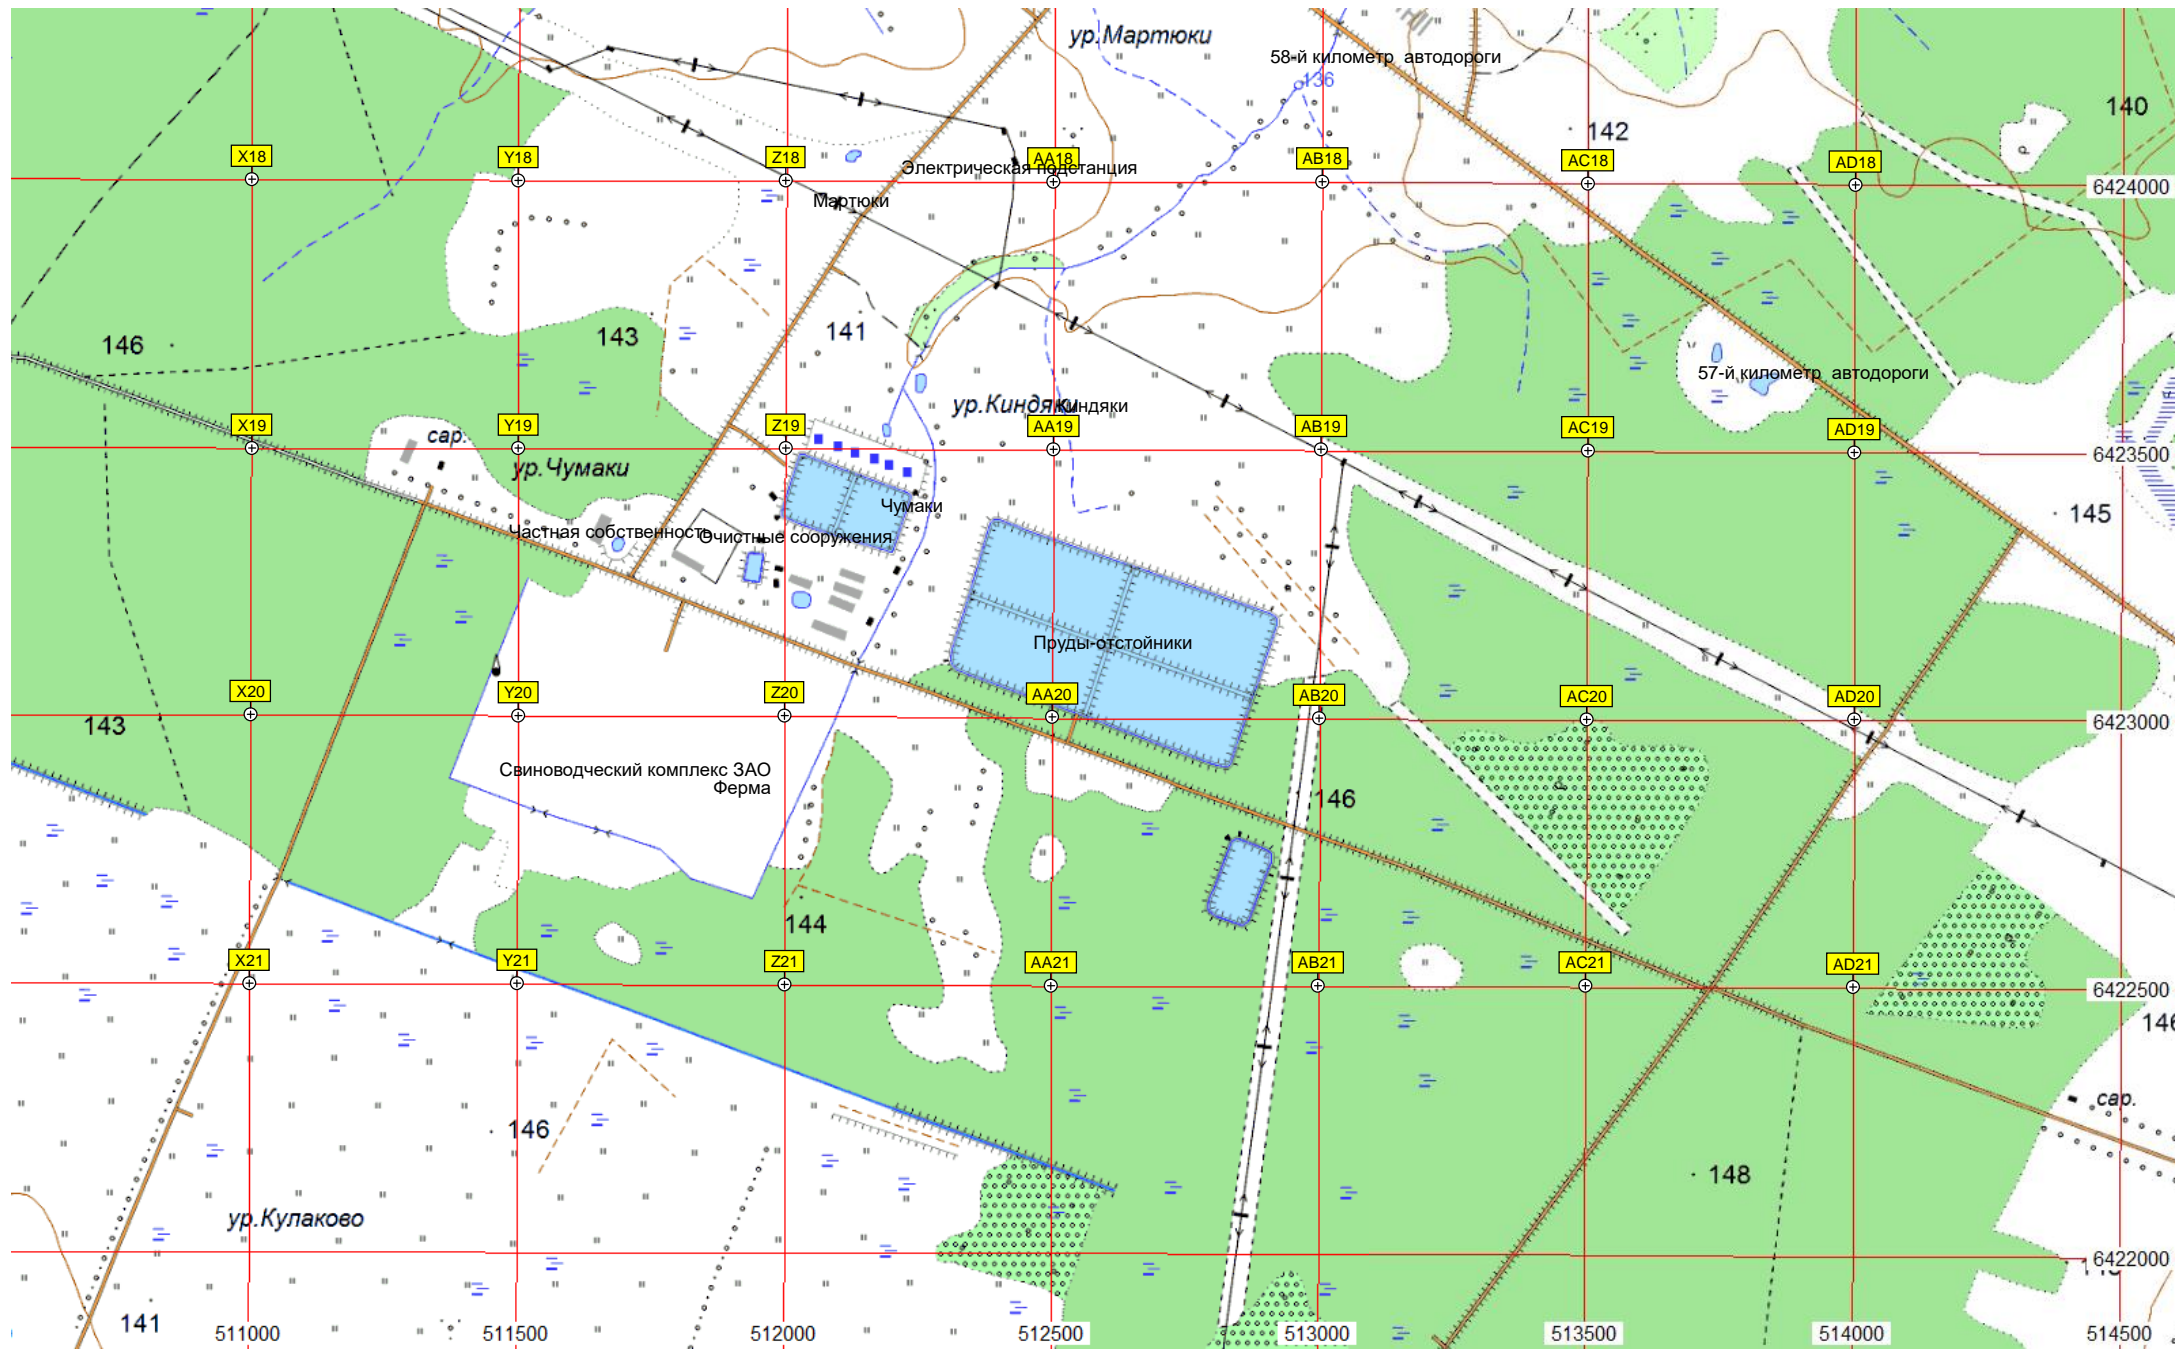 ур.Мартюки
58-й километр  автодороги
136
140
142
X18
Y18
Z18
AA18
AB18
AC18
AD18
Электрическая подстанция
6424000
Мартюки
146
143
141
57-й километр  автодороги
ур.Киндяки
Киндяки
X19
Y19
Z19
AA19
AB19
AC19
AD19
сар.
6423500
ур.Чумаки
Чумаки
145
Частная собственность
Очистные сооружения
Пруды-отстойники
X20
Y20
Z20
AA20
AB20
AC20
AD20
6423000
143
Свиноводческий комплекс ЗАО
Ферма
146
144
X21
Y21
Z21
AA21
AB21
AC21
AD21
6422500
146
сар.
146
148
ур.Кулаково
6422000
141
511000
511500
512000
512500
513000
513500
514000
514500